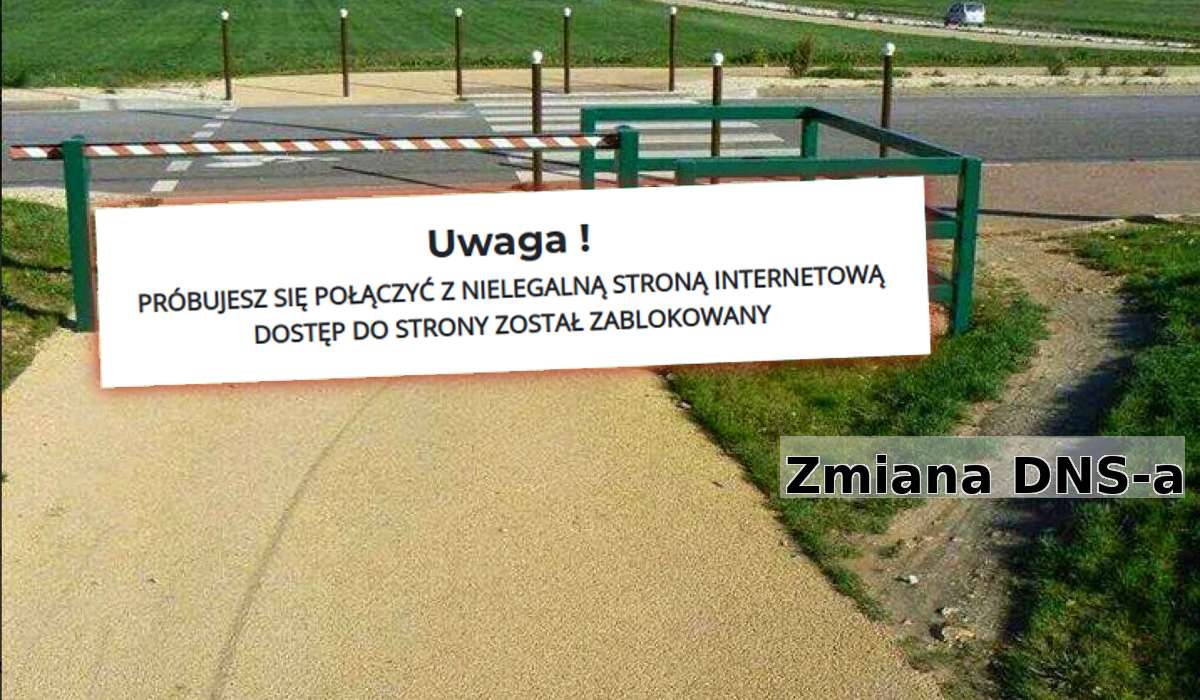 Uwaga !
PRÓBUJESZ SIĘ POŁĄCZYĆ Z NIELEGALNĄ STRONĄ INTERNETOWĄ
DOSTĘP DO STRONY ZOSTAŁ ZABLOKOWANY
Zmiana DNS-a